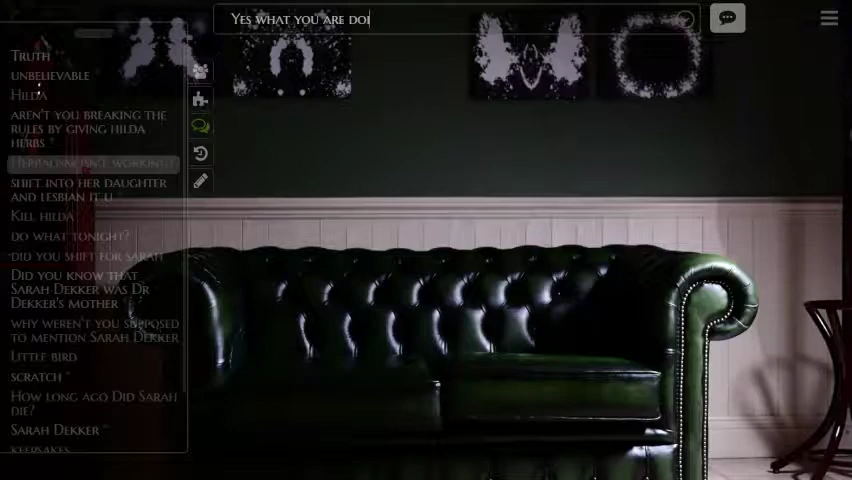 Yes what you are doi
Truth
unbelievable
Hilda
aren't you breaking the
rules by giving hilda
herbs
Herbalism isn't working
shift into her daughter
and lesbian it u
Kill hilda
do what tonight?
did you shift for sarah
Did you know that
Sarah Dekker was Dr
Dekker's mother
why weren't you supposed
to mention Sarah Dekker
Little bird
scratch
How long ago Did Sarah
die?
Sarah Dekker
keepsakes